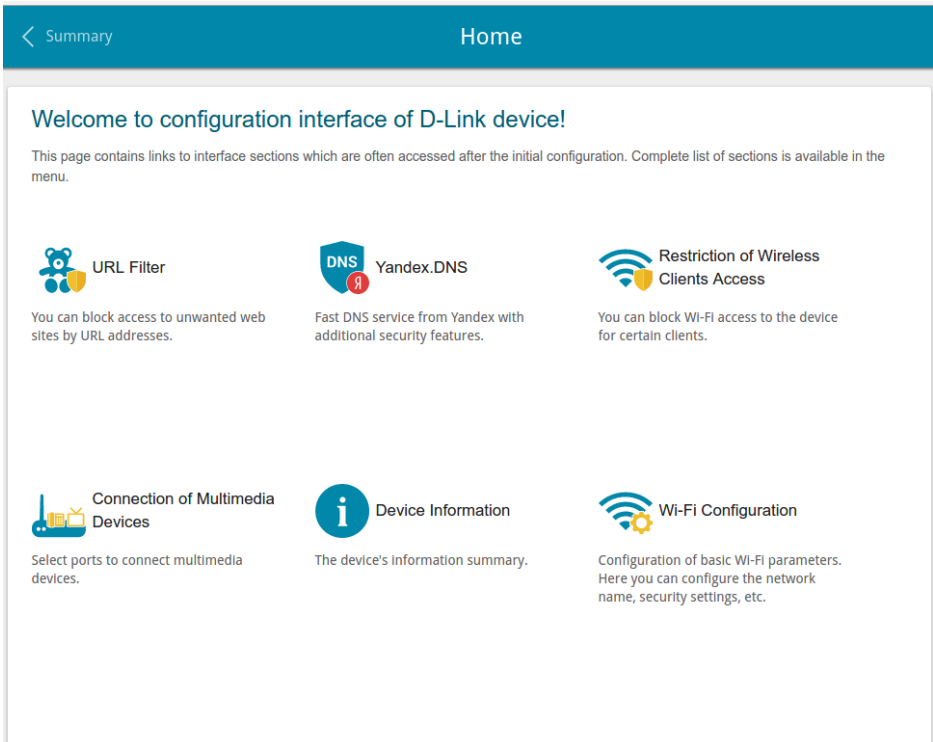 Summary
Home
Welcome to configuration interface of D-Link device!
This page contains links to interface sections which are often accessed after the initial configuration. Complete list of sections is available in the
menu.
URL Filter
You can block access to unwanted web
sites by URL addresses.
DNS
Я
Yandex.DNS
Fast DNS service from Yandex with
additional security features.
Restriction of Wireless
Clients Access
You can block Wi-Fi access to the device
for certain clients.
Connection of Multimedia
Devices
Select ports to connect multimedia
devices.
i
Device Information
The device's information summary.
Wi-Fi Configuration
Configuration of basic Wi-Fi parameters.
Here you can configure the network
name, security settings, etc.